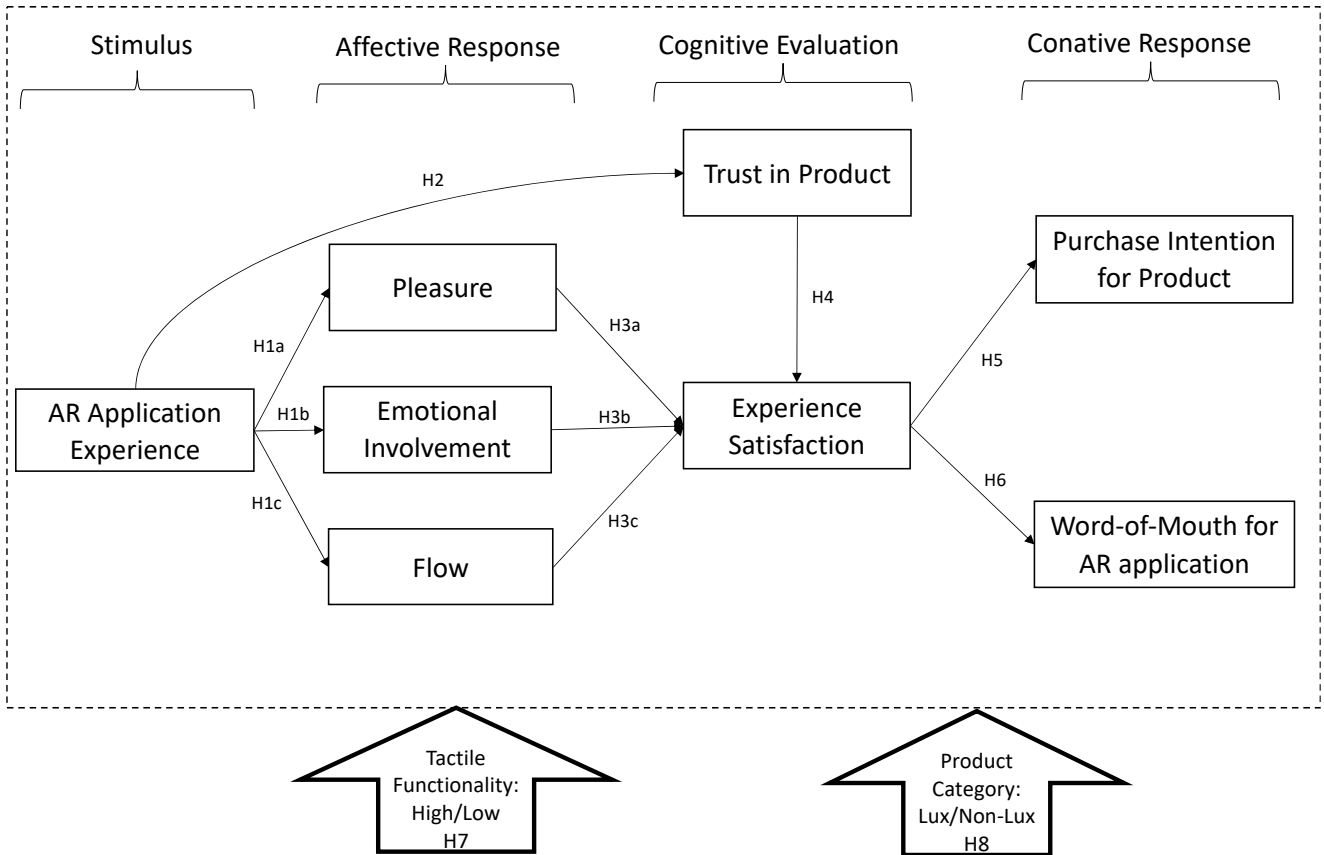 Stimulus
Affective Response
Cognitive Evaluation
Conative Response
H2
Trust in Product
Pleasure
Purchase Intention
for Product
H1a
H3a
H4
H5
AR Application
Experience
H1b
Emotional
Involvement
H3b
Experience
Satisfaction
H1c
H3c
H6
Flow
Word-of-Mouth for
AR application
Tactile
Functionality:
High/Low
H7
Product
Category:
Lux/Non-Lux
H8